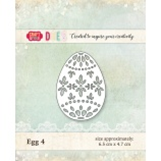 D E
Created to inspire your creativity
Egg 4
size approximately:
6.5 cm x 4.7 cm